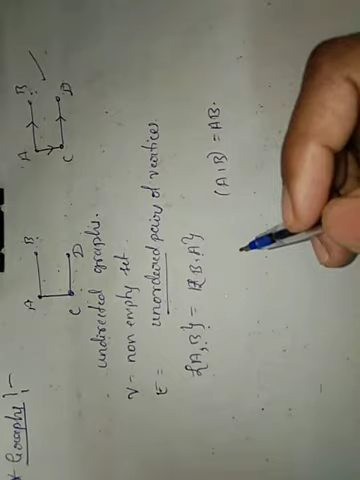 * Graphs :-
A B
C D
A B
C D
undirected graphs.
V = non empty set.
E = unordered pair of vertices.
{A, B} = {B, A}
(A, B) = AB.